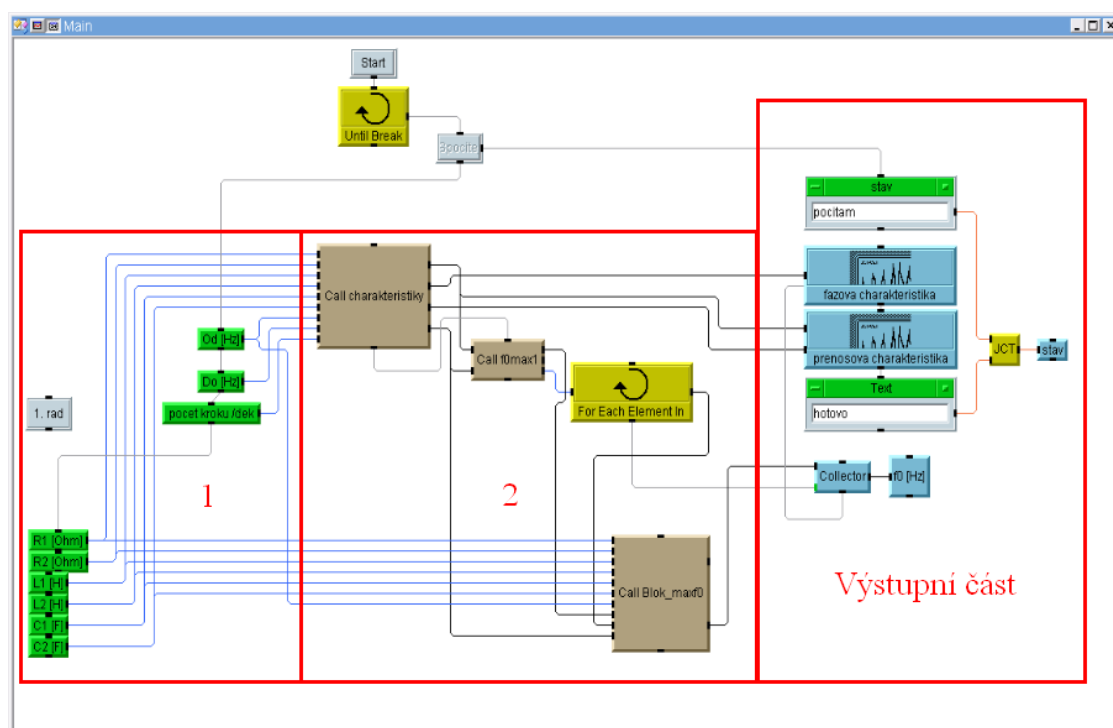 Main
Start
Until Break
stav
pocitam
Call charakteristiky
fazova charakteristika
Od [Hz]
prenosova charakteristika
JCT
stav
Call f0max1
Do [Hz]
Text
1. rad
pocet kroku /dek
For Each Element In
hotovo
Collector
f0 [Hz]
1
2
R1 [Ohm]
R2 [Ohm]
L1 [H]
L2 [H]
C1 [F]
C2 [F]
Call Blok_maxf0
Výstupní část